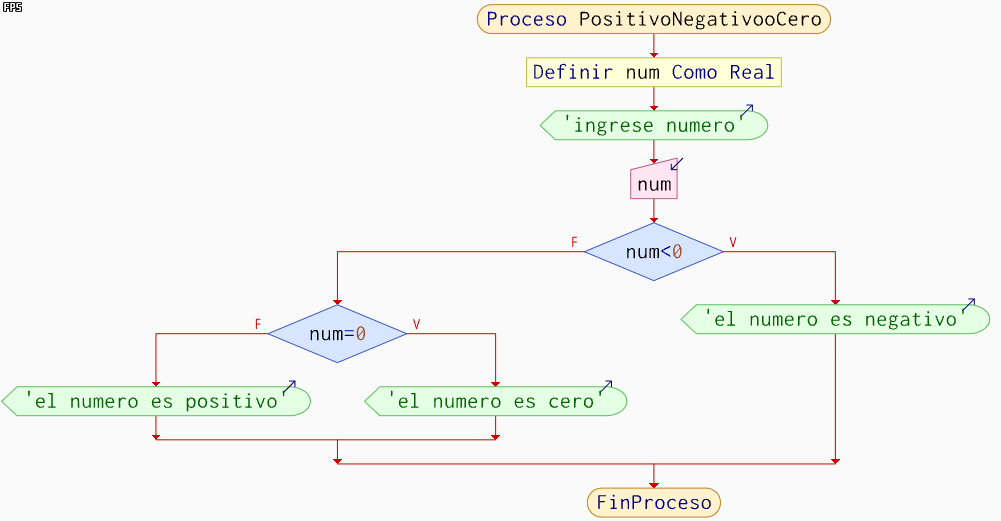 FPS
Proceso PositivoNegativooCero
Definir num Como Real
'ingrese numero'
num
F
num<0
V
'el numero es negativo'
F
num=0
V
'el numero es positivo'
'el numero es cero'
FinProceso